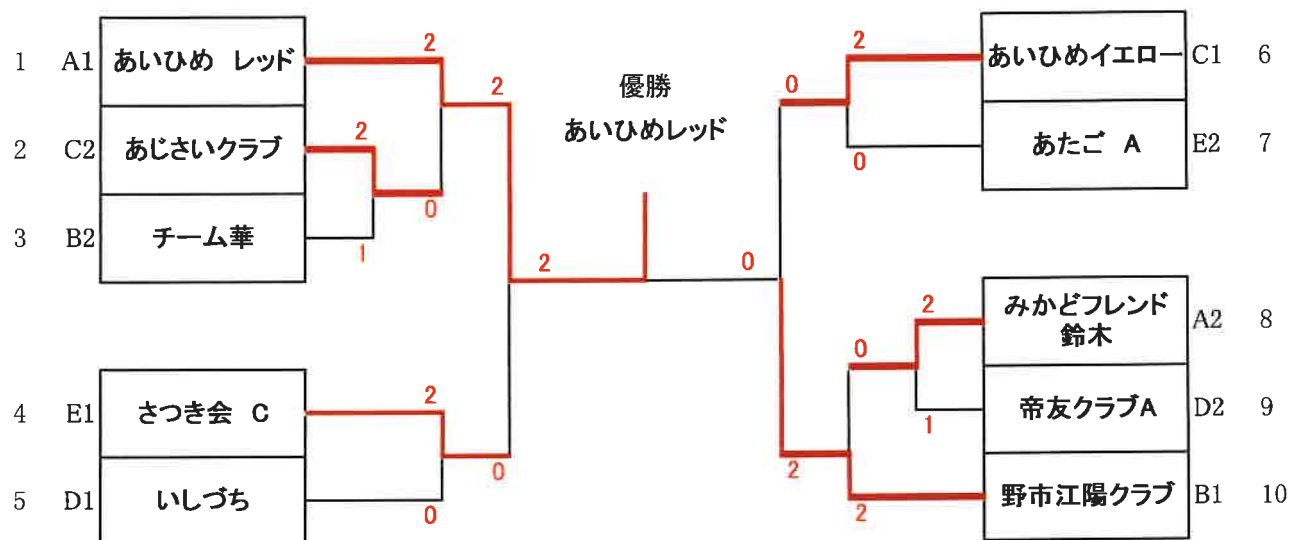 2
1 A1 あいひめ レッド
2
2 C2 あじさいクラブ
2
0
3 B2 チーム華
1
2
4 E1 さつき会 C
2
0
5 D1 いしづち
0
優勝
あいひめレッド
2
0
2
あいひめイエロー C1 6
0
あたご A E2 7
0
みかどフレンド
鈴木
A2 8
2
0
帝友クラブA D2 9
1
2
野市江陽クラブ B1 10
2